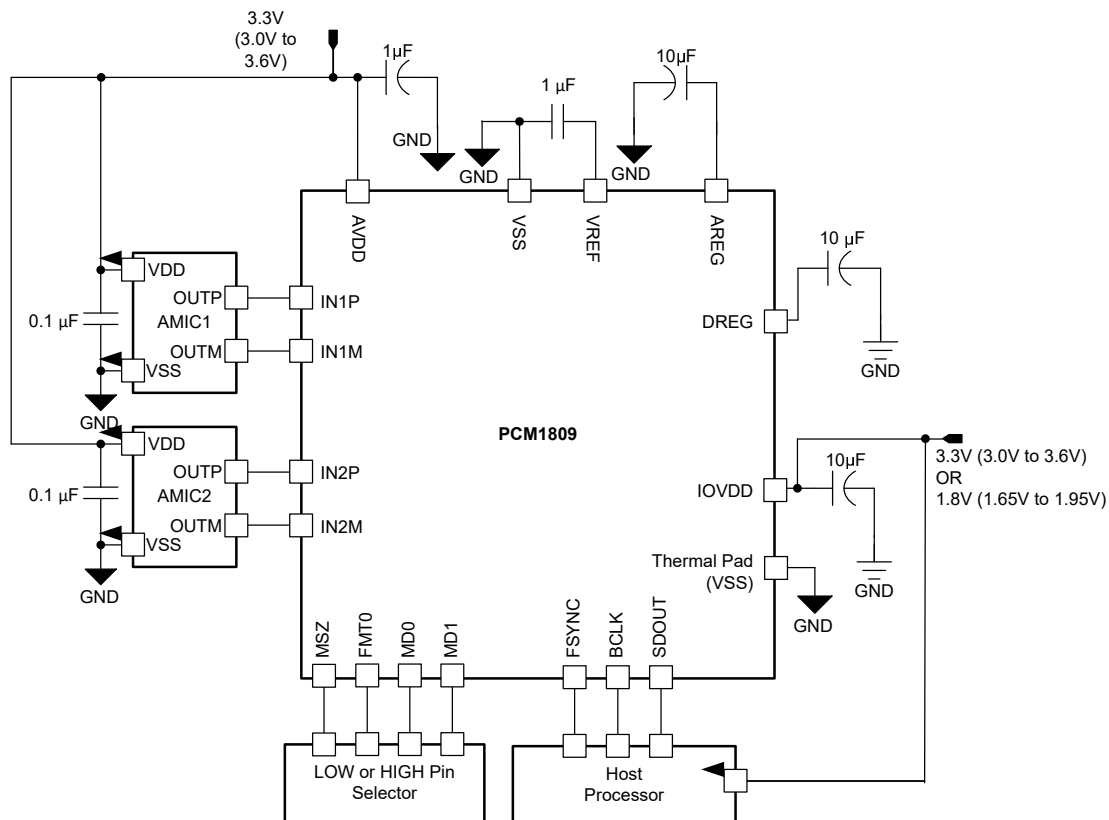 3.3V
(3.0V to
3.6V)
1µF
10µF
1 µF
GND
GND
GND
AVDD
VSS
VREF
AREG
VDD
OUTP
AMIC1
OUTM
VSS
0.1 µF
GND
IN1P
IN1M
10 µF
DREG
GND
PCM1809
VDD
OUTP
AMIC2
OUTM
VSS
0.1 µF
GND
IN2P
IN2M
10µF
IOVDD
3.3V (3.0V to 3.6V)
OR
1.8V (1.65V to 1.95V)
GND
Thermal Pad
(VSS)
GND
MSZ
FMT0
MD0
MD1
FSYNC
BCLK
SDOUT
LOW or HIGH Pin
Selector
Host
Processor